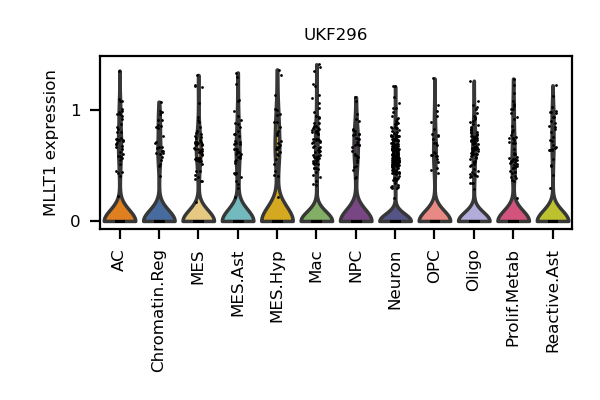 UKF296
MLLT1 expression
1
0
AC
Chromatin.Reg
MES
MES.Ast
MES.Hyp
Mac
NPC
Neuron
OPC
Oligo
Prolif.Metab
Reactive.Ast